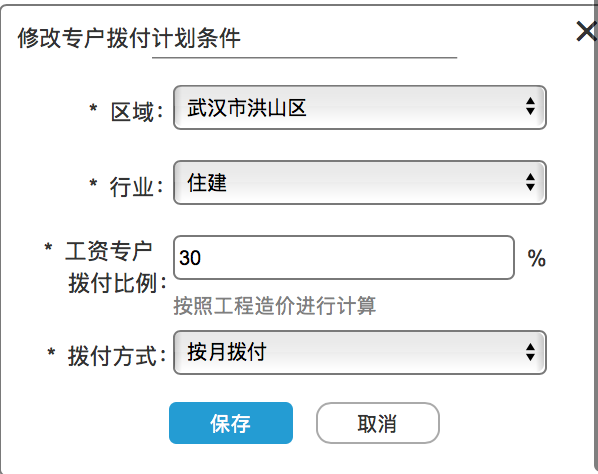 修改专户拨付计划条件
* 区域: 武汉市洪山区
* 行业: 住建
* 工资专户
拨付比例: 30 %
按照工程造价进行计算
* 拨付方式: 按月拨付
保存 取消